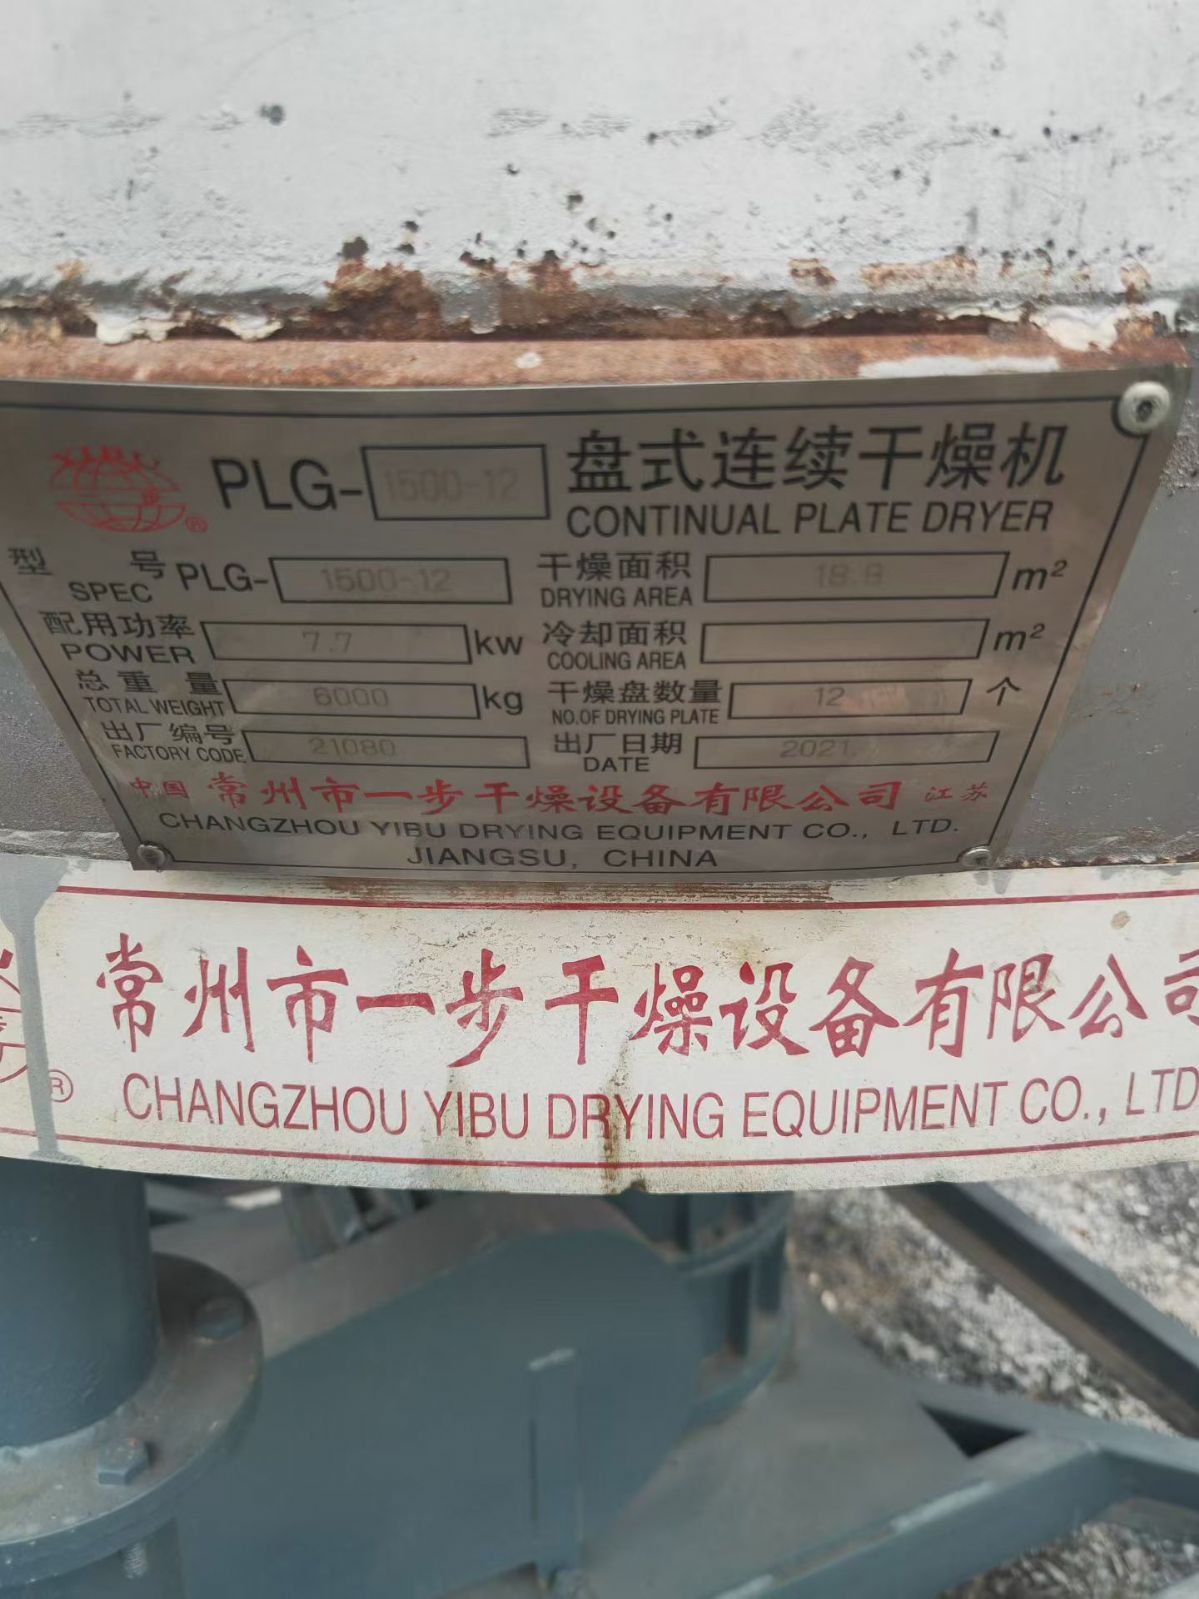 PLG- 1500-12 盘式连续干燥机
CONTINUAL PLATE DRYER
型号 PLG- 1500-12 干燥面积 m²
SPEC DRYING AREA
配用功率 7.7 kw 冷却面积 m²
POWER COOLING AREA
总重量 6000 kg 干燥盘数量 12 个
TOTAL WEIGHT NO.OF DRYING PLATE
出厂编号 21080 出厂日期 2021.
FACTORY CODE DATE
中国 常州市一步干燥设备有限公司 江苏
CHANGZHOU YIBU DRYING EQUIPMENT CO., LTD.
JIANGSU, CHINA
常州市一步干燥设备有限公司
® CHANGZHOU YIBU DRYING EQUIPMENT CO., LTD